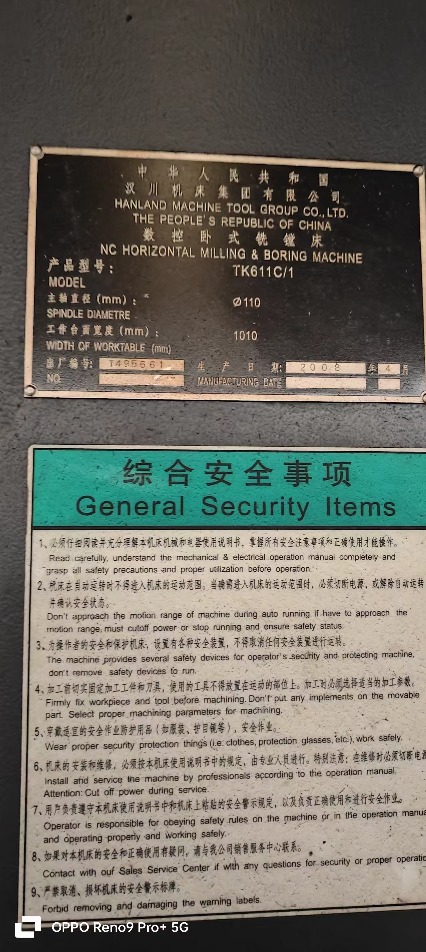 中华人民共和国
汉川机床集团有限公司
HANLAND MACHINE TOOL GROUP CO.,LTD.
THE PEOPLE'S REPUBLIC OF CHINA
数控卧式铣镗床
NC HORIZONTAL MILLING & BORING MACHINE
产品型号: TK611C/1
MODEL
主轴直径(mm): Ø110
SPINDLE DIAMETRE
工作台面宽度(mm): 1010
WIDTH OF WORKTABLE (mm)
出厂编号: 生产日期: 2008 年 4 月
NO MANUFACTURING DATE
综合安全事项
General Security Items
1、必须仔细阅读并充分理解本机床机械和电器使用说明书,掌握所有安全注意事项和正确使用才能操作。
Read carefully, understand the mechanical & electrical operation manual completely and
grasp all safety precautions and proper utilization before operation.
2、机床在自动运转时不得进入机床的运动范围。当确需进入机床的运动范围时,必须切断电源,或解除自动运转
并确认安全状态。
Don't approach the motion range of machine during auto running if have to approach the
motion range, must cutoff power or stop running and ensure safety status.
3、为操作者的安全和保护机床,设置有各种安全装置,不得取消任何安全装置进行运转。
The machine provides several safety devices for operator's security and protecting machine,
don't remove safety devices to run.
4、加工前切实固定加工工件和刀具,使用的工具不得放置在运动的部位上。加工时必须选择适当的加工参数。
Firmly fix workpiece and tool before machining. Don't put any implements on the movable
part. Select proper machining parameters for machining.
5、穿戴适宜的安全作业防护用品(如服装、护目镜等),安全作业。
Wear proper security protection things (i.e. clothes, protection glasses, etc.), work safely.
6、机床的安装和维修,必须按本机床使用说明书中的规定,由专业人员进行。特别注意:在维修时必须切断电源
Install and service the machine by professionals according to the operation manual.
Attention: Cut off power during service.
7、用户负责遵守本机床使用说明书中和机床上粘贴的安全警示规定,以及负责正确使用和进行安全作业。
Operator is responsible for obeying safety rules on the machine or in the operation manua
and operating properly and working safely.
8、如果对本机床的安全和正确使用有疑问,请与我公司销售服务中心联系。
Contact with our Sales Service Center if with any questions for security or proper operatio
9、严禁取消、损坏机床的安全警示标牌。
Forbid removing and damaging the warning labels.
OPPO Reno9 Pro+ 5G